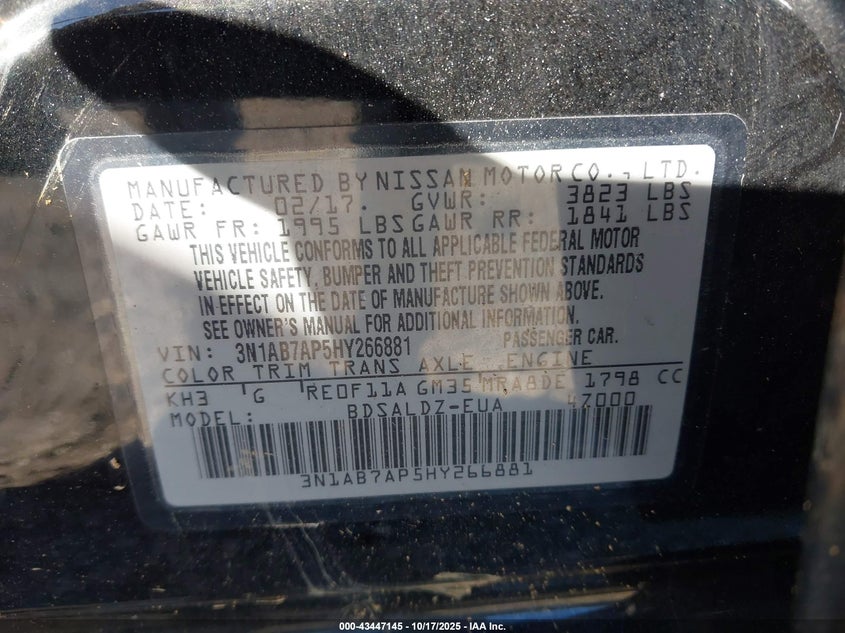 MANUFACTURED BY NISSAN MOTOR CO., LTD.
DATE: 02/17. GVWR: 3823 LBS
GAWR FR: 1995 LBS GAWR RR: 1841 LBS
THIS VEHICLE CONFORMS TO ALL APPLICABLE FEDERAL MOTOR
VEHICLE SAFETY, BUMPER AND THEFT PREVENTION STANDARDS
IN EFFECT ON THE DATE OF MANUFACTURE SHOWN ABOVE.
SEE OWNER'S MANUAL FOR ADDITIONAL INFORMATION.
VIN: 3N1AB7AP5HY266881 PASSENGER CAR.
COLOR TRIM TRANS AXLE ENGINE
KH3 G RE0F11A GM35 MRA8DE 1798 CC
MODEL: BDSALDZ-EUA 47000
3N1AB7AP5HY266881
000-43447145 - 10/17/2025 - IAA Inc.